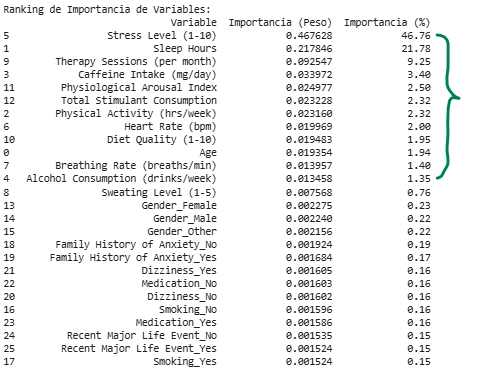 Ranking de Importancia de Variables:
Variable Importancia (Peso) Importancia (%)
5 Stress Level (1-10) 0.467628 46.76
1 Sleep Hours 0.217846 21.78
9 Therapy Sessions (per month) 0.092547 9.25
3 Caffeine Intake (mg/day) 0.033972 3.40
11 Physiological Arousal Index 0.024977 2.50
12 Total Stimulant Consumption 0.023228 2.32
2 Physical Activity (hrs/week) 0.023160 2.32
6 Heart Rate (bpm) 0.019969 2.00
10 Diet Quality (1-10) 0.019483 1.95
0 Age 0.019354 1.94
7 Breathing Rate (breaths/min) 0.013957 1.40
4 Alcohol Consumption (drinks/week) 0.013458 1.35
8 Sweating Level (1-5) 0.007568 0.76
13 Gender_Female 0.002275 0.23
14 Gender_Male 0.002240 0.22
15 Gender_Other 0.002156 0.22
18 Family History of Anxiety_No 0.001924 0.19
19 Family History of Anxiety_Yes 0.001684 0.17
21 Dizziness_Yes 0.001605 0.16
22 Medication_No 0.001603 0.16
20 Dizziness_No 0.001602 0.16
16 Smoking_No 0.001596 0.16
23 Medication_Yes 0.001586 0.16
24 Recent Major Life Event_No 0.001535 0.15
25 Recent Major Life Event_Yes 0.001524 0.15
17 Smoking_Yes 0.001524 0.15